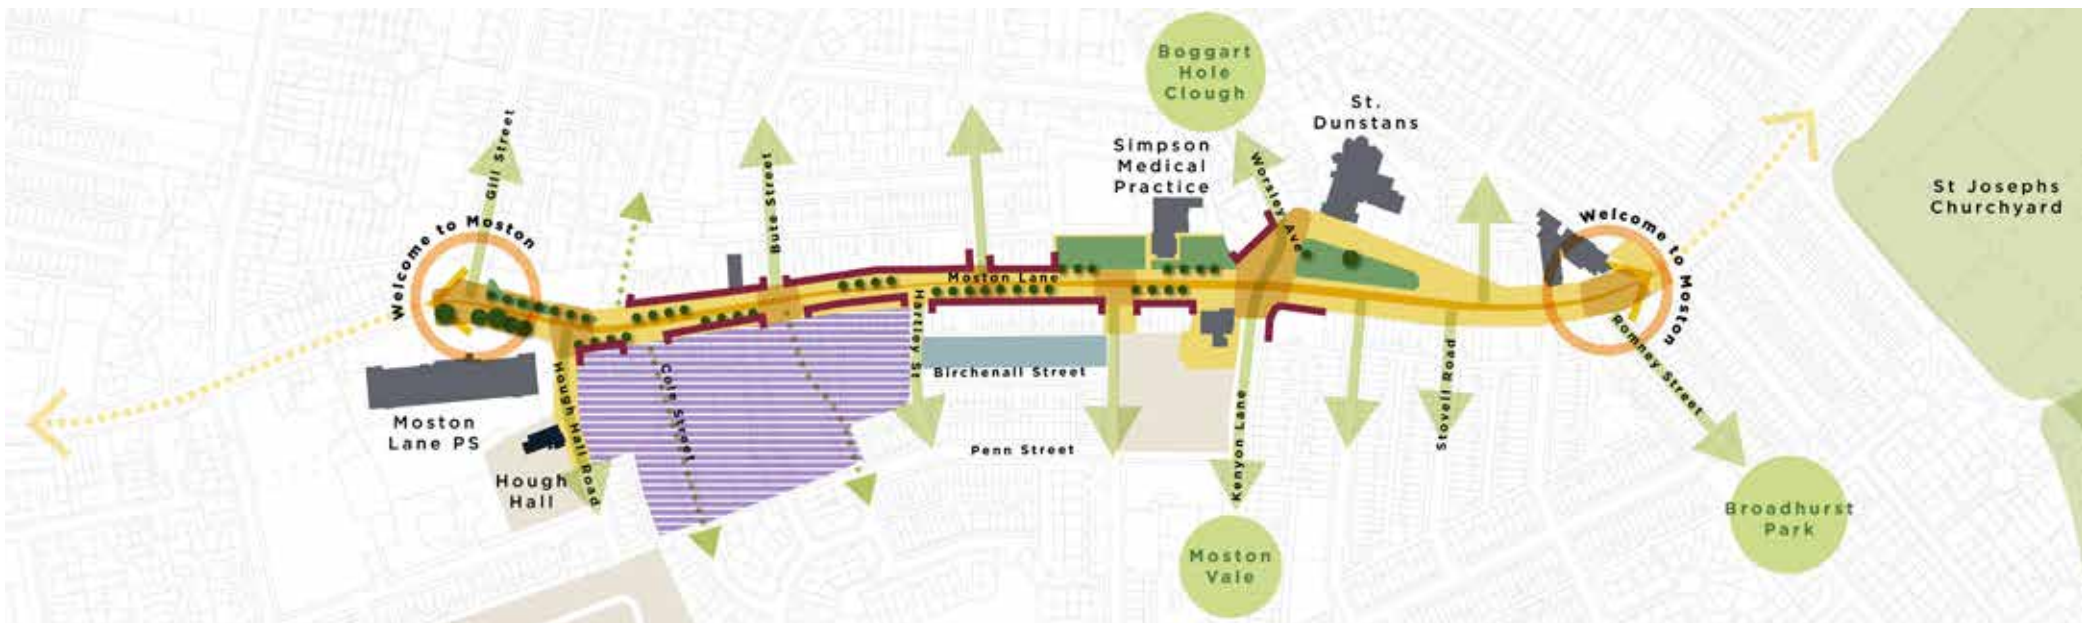 Boggart
Hole
Clough
St.
Dunstans
Simpson
Medical
Practice
Gill Street
Bute Street
Worsley Ave
St Josephs
Churchyard
Welcome to Moston
Welcome to Moston
Moston Lane
Hartley St
Birchenall Street
Hough Hall Road
Cole Street
Moston
Lane PS
Hough
Hall
Penn Street
Kenyon Lane
Stovell Road
Romney Street
Broadhurst
Park
Moston
Vale